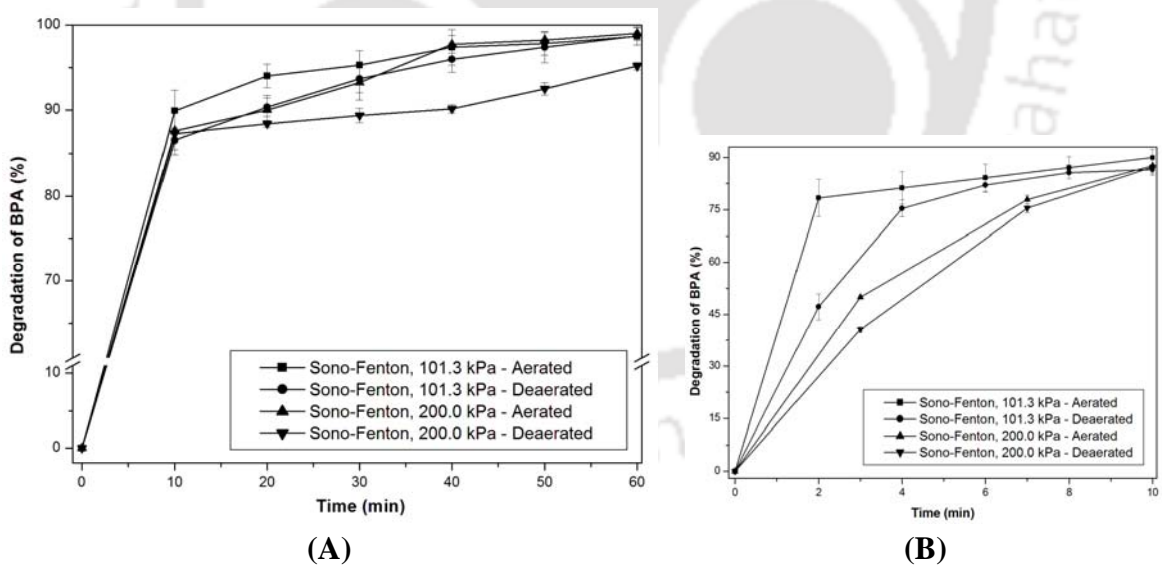 100
90
80
70
10
0
Degradation of BPA (%)
Sono-Fenton, 101.3 kPa - Aerated
Sono-Fenton, 101.3 kPa - Deaerated
Sono-Fenton, 200.0 kPa - Aerated
Sono-Fenton, 200.0 kPa - Deaerated
0 10 20 30 40 50 60
Time (min)
(A)
aha
90
75
60
45
30
15
0
Degradation of BPA (%)
Sono-Fenton, 101.3 kPa - Aerated
Sono-Fenton, 101.3 kPa - Deaerated
Sono-Fenton, 200.0 kPa - Aerated
Sono-Fenton, 200.0 kPa - Deaerated
0 2 4 6 8 10
Time (min)
(B)